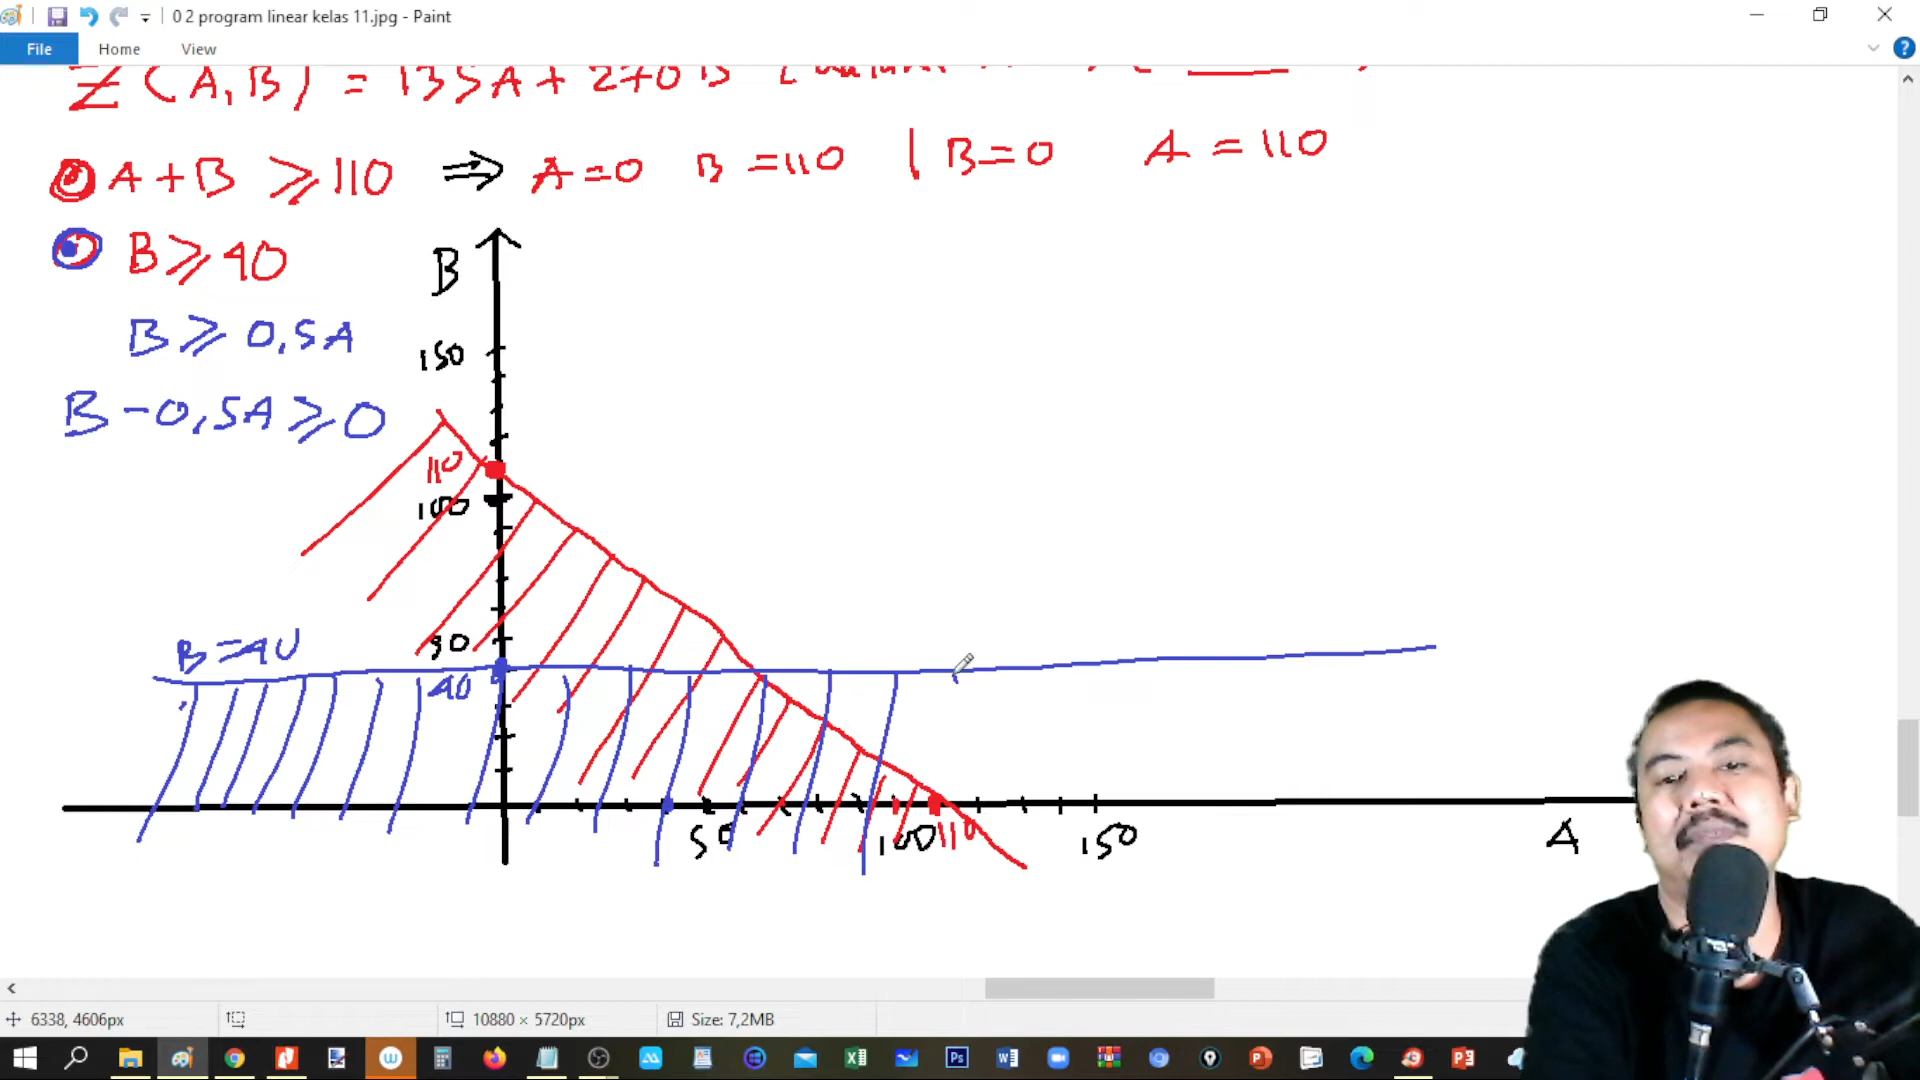 0 2 program linear kelas 11.jpg - Paint
File Home View
Z (A, B) = 135A + 270B
A + B ≥ 110 ⇒ A = 0 B = 110 | B = 0 A = 110
B ≥ 40
B
B ≥ 0,5A
150
B - 0,5A ≥ 0
110
100
B = 40
50
40
50 100 110 150 A
6338, 4606px 10880 × 5720px Size: 7,2MB